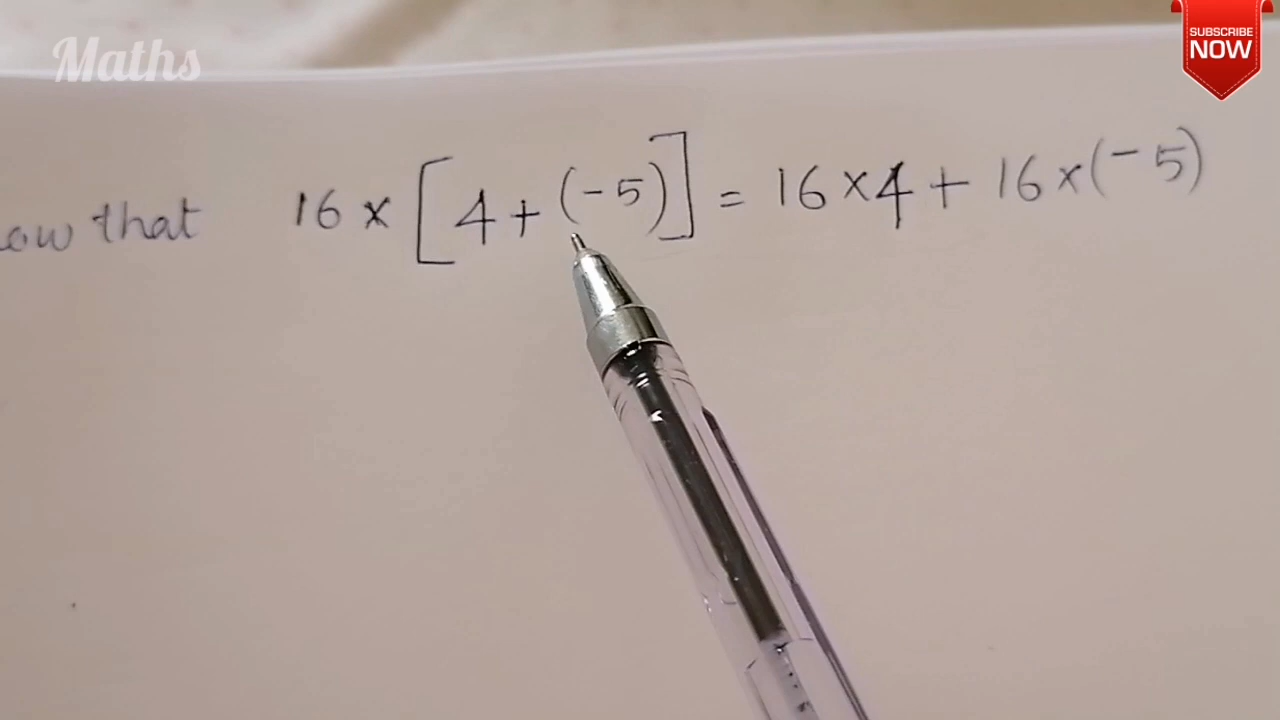 Maths
SUBSCRIBE
NOW
that 16 × [4 + (-5)] = 16 × 4 + 16 × (-5)